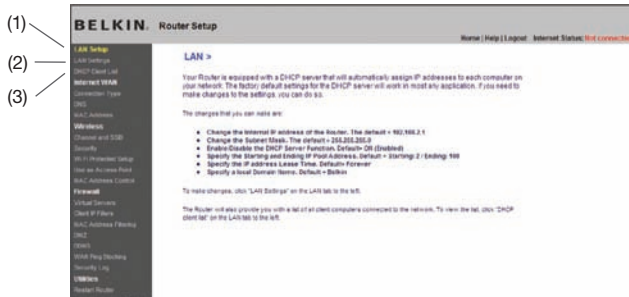 (1)
(2)
(3)
BELKIN. Router Setup
Home | Help | Logout Internet Status: Not connected
LAN Setup
LAN Settings
DHCP Client List
Internet WAN
Connection Type
DNS
MAC Address
Wireless
Channel and SSID
Security
Wi-Fi Protected Setup
Use as Access Point
MAC Address Control
Firewall
Virtual Servers
Client IP Filters
MAC Address Filtering
DMZ
DDNS
WAN Ping Blocking
Security Log
Utilities
Restart Router
LAN >
Your Router is equipped with a DHCP server that will automatically assign IP addresses to each computer on
your network. The factory default settings for the DHCP server will work in most any application. If you need to
make changes to the settings, you can do so.
The changes that you can make are:
Change the Internal IP address of the Router. The default = 192.168.2.1
Change the Subnet Mask. The default = 255.255.255.0
Enable/Disable the DHCP Server Function. Default= ON (Enabled)
Specify the Starting and Ending IP Pool Address. Default = Starting: 2 / Ending: 100
Specify the IP address Lease Time. Default= Forever
Specify a local Domain Name. Default = Belkin
To make changes, click "LAN Settings" on the LAN tab to the left.
The Router will also provide you with a list of all client computers connected to the network. To view the list, click "DHCP
client list" on the LAN tab to the left.